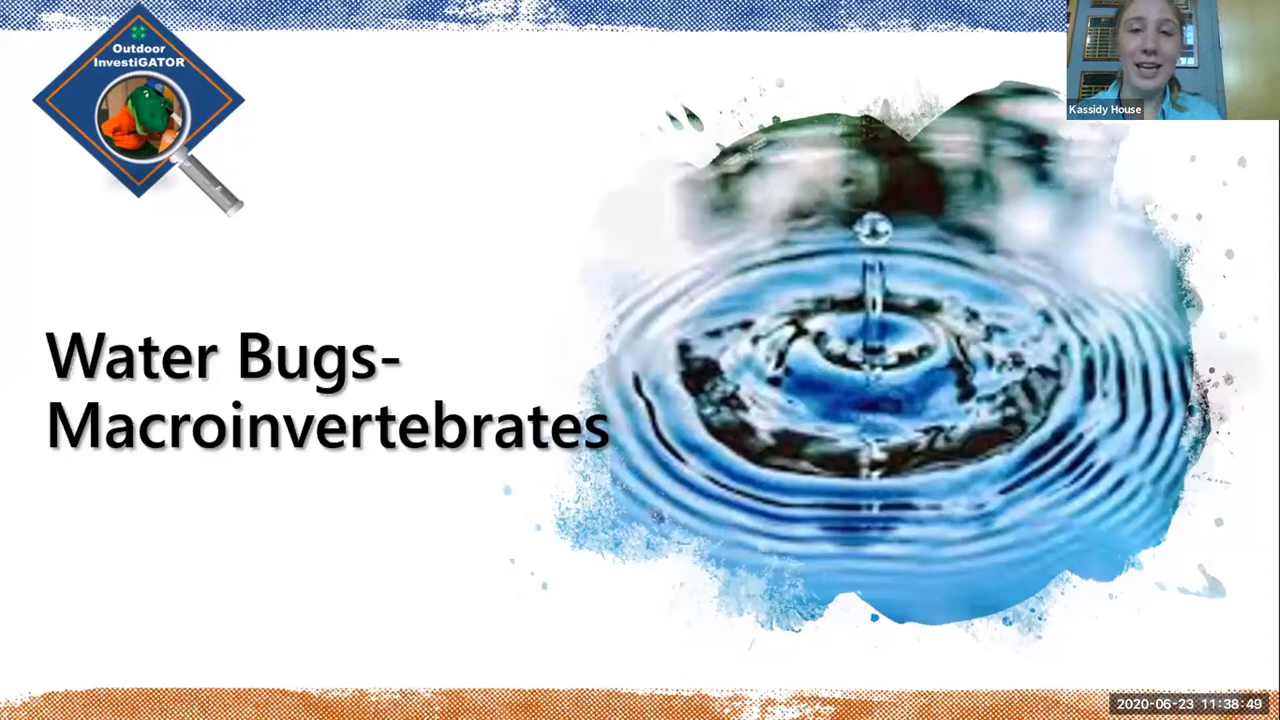 Outdoor
InvestiGATOR
Kassidy House
Water Bugs-
Macroinvertebrates
2020-06-23 11:38:49